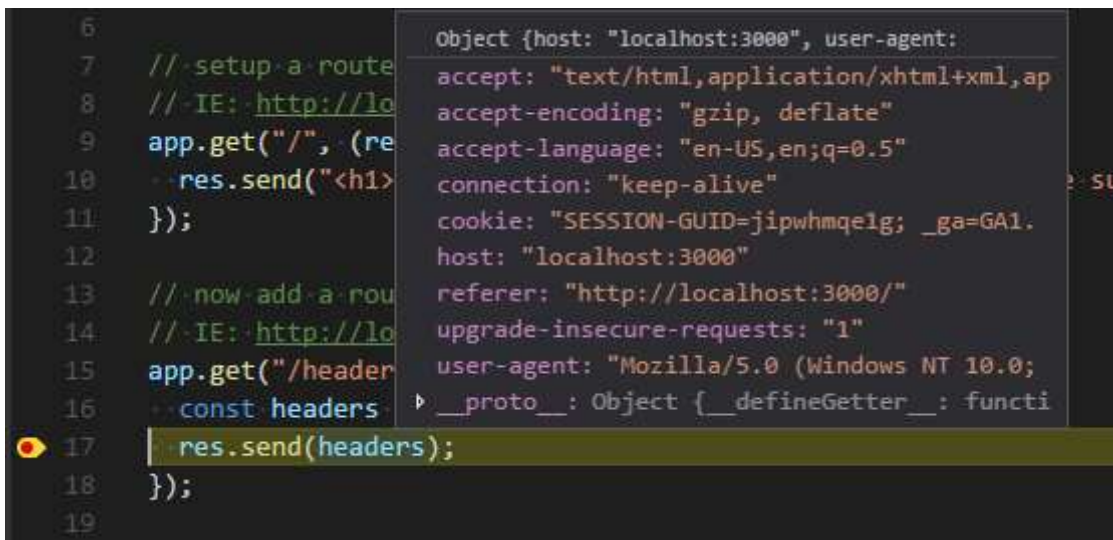 6
7 // setup a route
8 // IE: http://lo
9 app.get("/", (re
10 res.send("<h1>
11 });
12
13 // now add a rou
14 // IE: http://lo
15 app.get("/header
16 const headers
17 res.send(headers);
18 });
19
Object {host: "localhost:3000", user-agent:
accept: "text/html,application/xhtml+xml,ap
accept-encoding: "gzip, deflate"
accept-language: "en-US,en;q=0.5"
connection: "keep-alive"
cookie: "SESSION-GUID=jipwhmqe1g; _ga=GA1.
host: "localhost:3000"
referer: "http://localhost:3000/"
upgrade-insecure-requests: "1"
user-agent: "Mozilla/5.0 (Windows NT 10.0;
__proto__: Object {__defineGetter__: functi